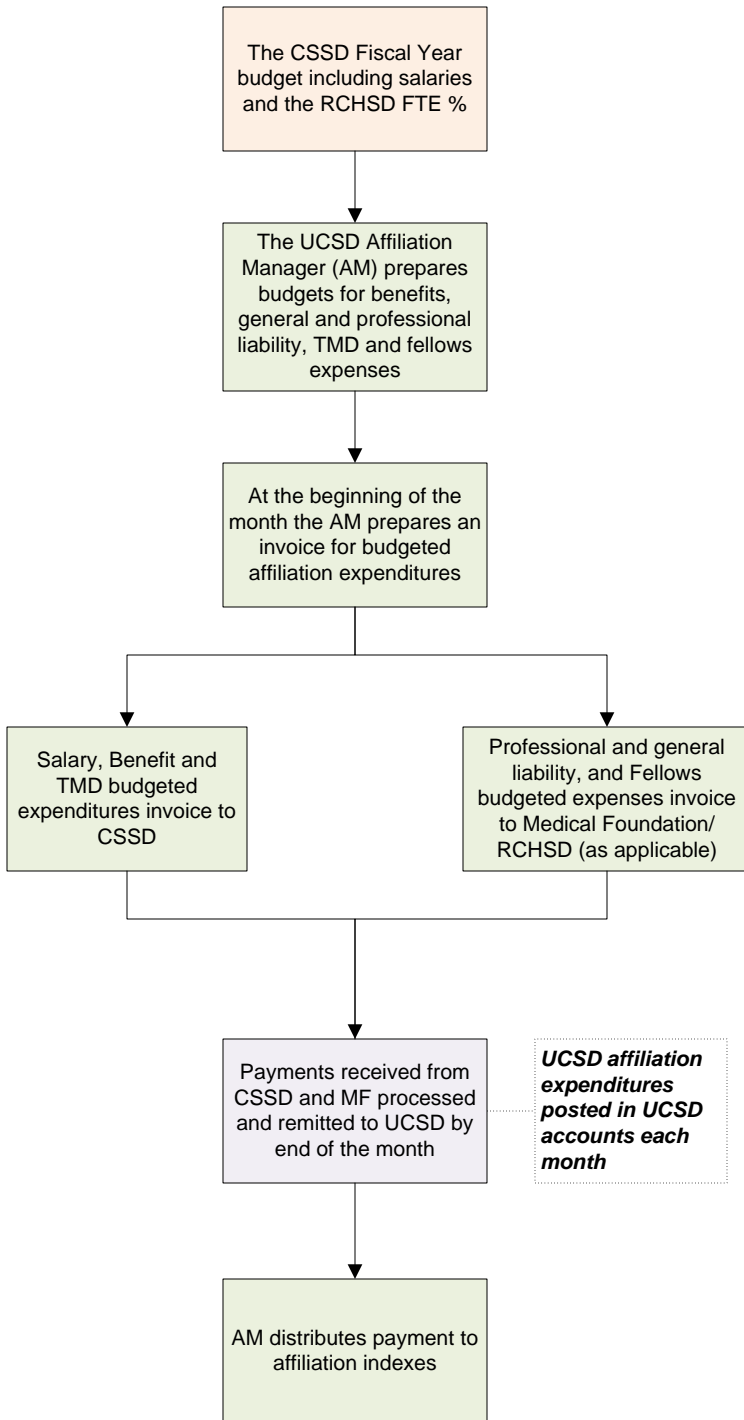 The CSSD Fiscal Year
budget including salaries
and the RCHSD FTE %
The UCSD Affiliation
Manager (AM) prepares
budgets for benefits,
general and professional
liability, TMD and fellows
expenses
At the beginning of the
month the AM prepares an
invoice for budgeted
affiliation expenditures
Salary, Benefit and
TMD budgeted
expenditures invoice to
CSSD
Professional and general
liability, and Fellows
budgeted expenses invoice
to Medical Foundation/
RCHSD (as applicable)
Payments received from
CSSD and MF processed
and remitted to UCSD by
end of the month
UCSD affiliation
expenditures
posted in UCSD
accounts each
month
AM distributes payment to
affiliation indexes